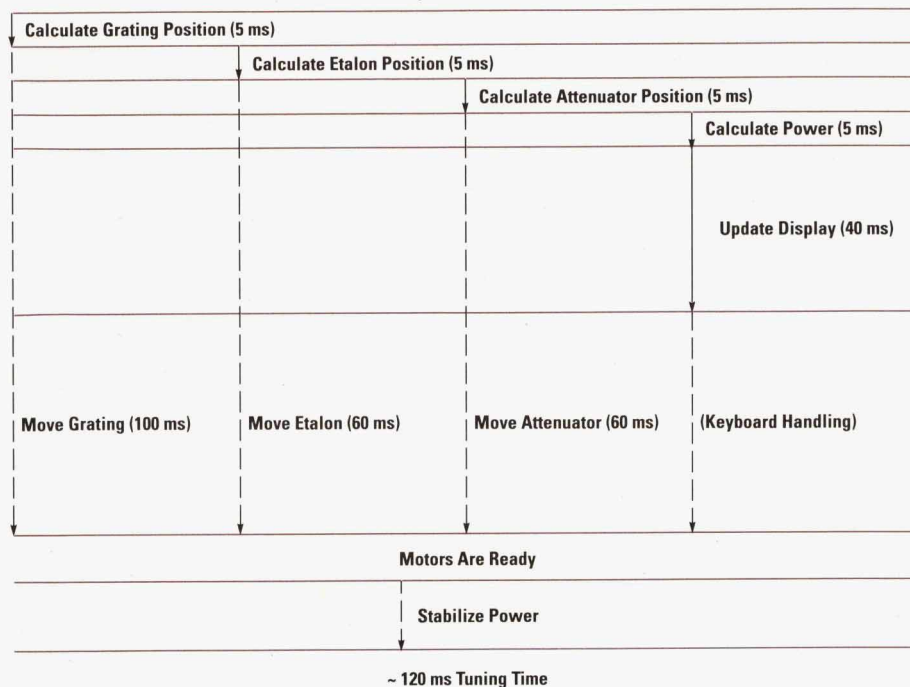 Calculate Grating Position (5 ms)
Calculate Etalon Position (5 ms)
Calculate Attenuator Position (5 ms)
Calculate Power (5 ms)
Update Display (40 ms)
Move Grating (100 ms)
Move Etalon (60 ms)
Move Attenuator (60 ms)
(Keyboard Handling)
Motors Are Ready
Stabilize Power
~ 120 ms Tuning Time